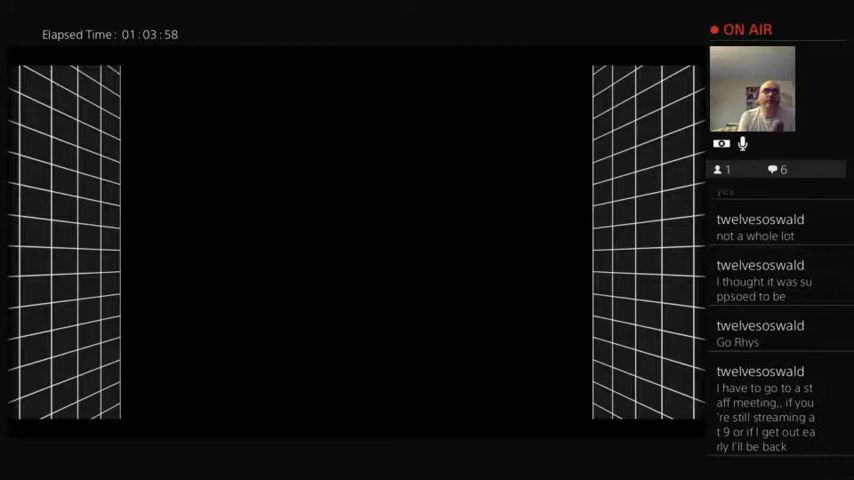 Elapsed Time: 01:03:58
ON AIR
1
6
yes
twelvesoswald
not a whole lot
twelvesoswald
I thought it was su
ppsoed to be
twelvesoswald
Go Rhys
twelvesoswald
I have to go to a st
aff meeting,, if you
're still streaming a
t 9 or if I get out ea
rly I'll be back